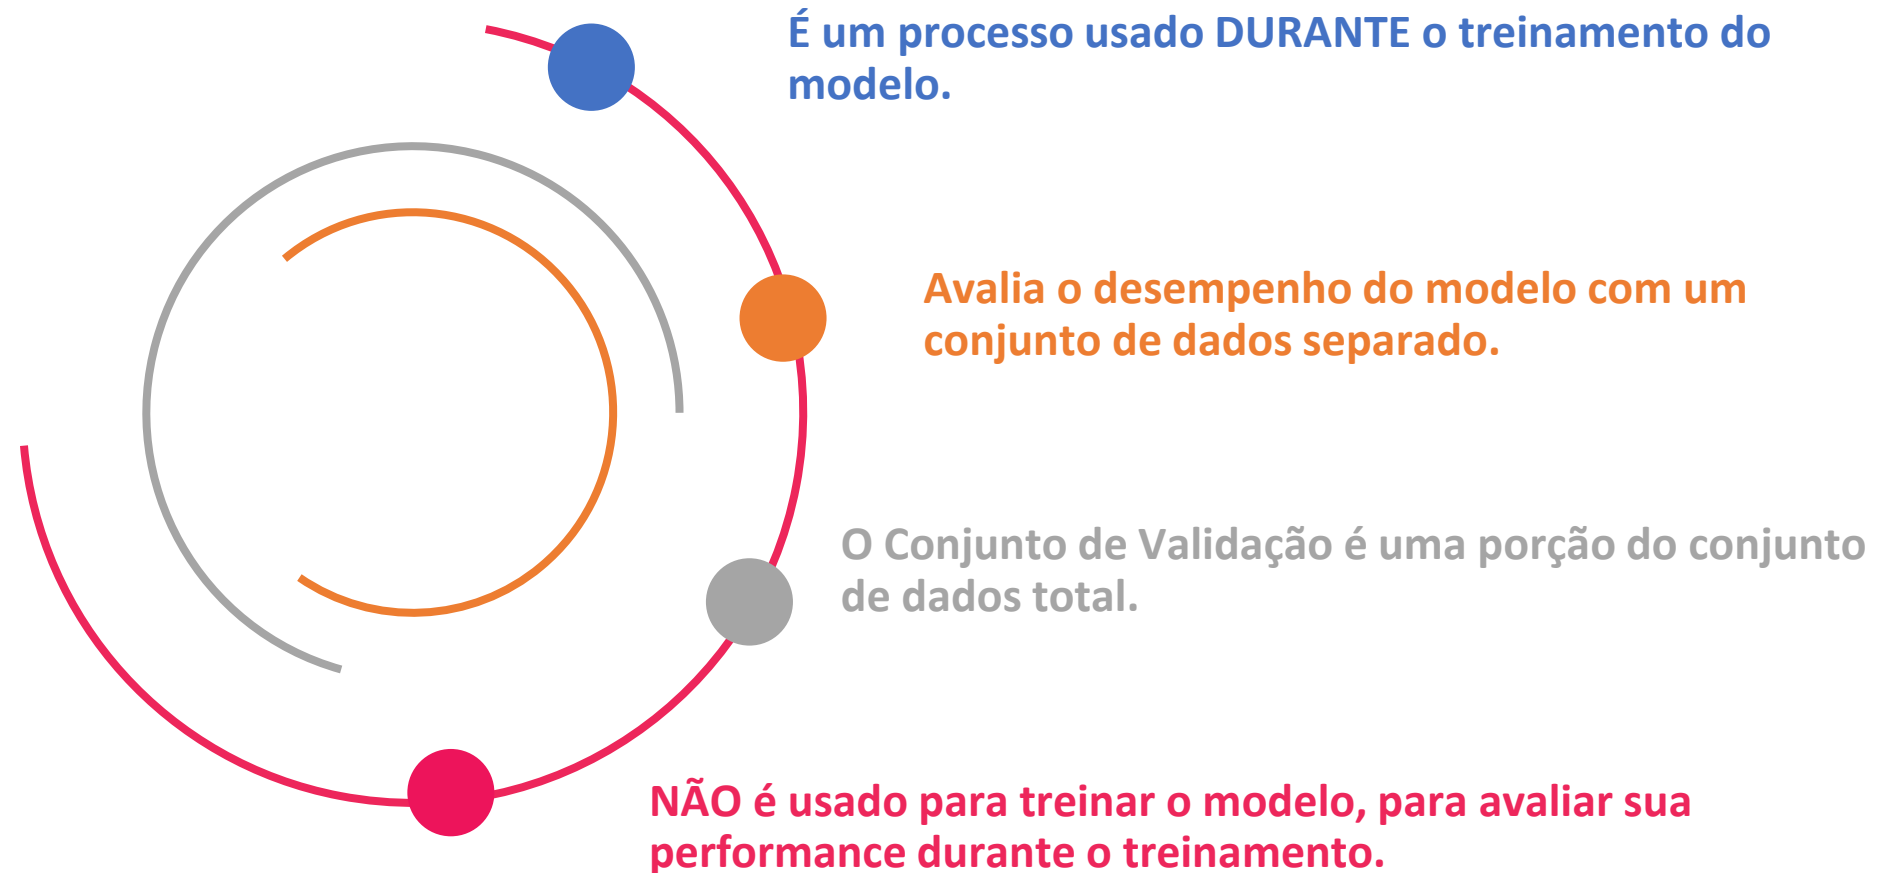 É um processo usado DURANTE o treinamento do
modelo.
Avalia o desempenho do modelo com um
conjunto de dados separado.
O Conjunto de Validação é uma porção do conjunto
de dados total.
NÃO é usado para treinar o modelo, para avaliar sua
performance durante o treinamento.